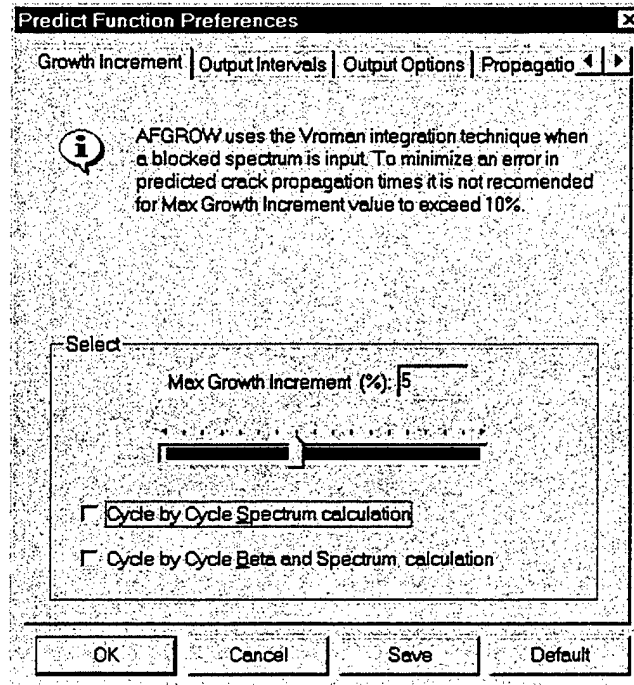 Predict Function Preferences
Growth Increment Output Intervals Output Options Propagatio
AFGROW uses the Vroman integration technique when
a blocked spectrum is input. To minimize an error in
predicted crack propagation times it is not recomended
for Max Growth Increment value to exceed 10%.
Select
Max Growth Increment (%): 5
Cycle by Cycle Spectrum calculation
Cycle by Cycle Beta and Spectrum calculation
OK Cancel Save Default